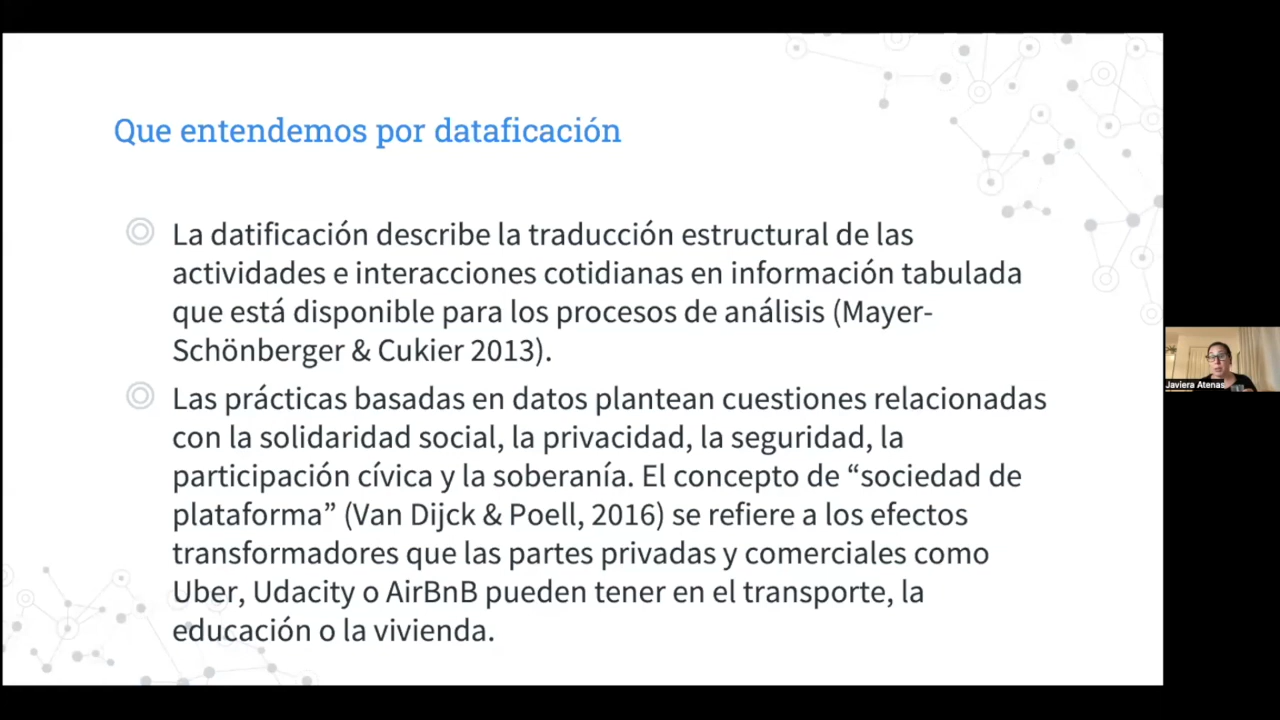 Que entendemos por dataficación
La datificación describe la traducción estructural de las
actividades e interacciones cotidianas en información tabulada
que está disponible para los procesos de análisis (Mayer-
Schönberger & Cukier 2013).
Las prácticas basadas en datos plantean cuestiones relacionadas
con la solidaridad social, la privacidad, la seguridad, la
participación cívica y la soberanía. El concepto de “sociedad de
plataforma” (Van Dijck & Poell, 2016) se refiere a los efectos
transformadores que las partes privadas y comerciales como
Uber, Udacity o AirBnB pueden tener en el transporte, la
educación o la vivienda.
Javiera Atenas